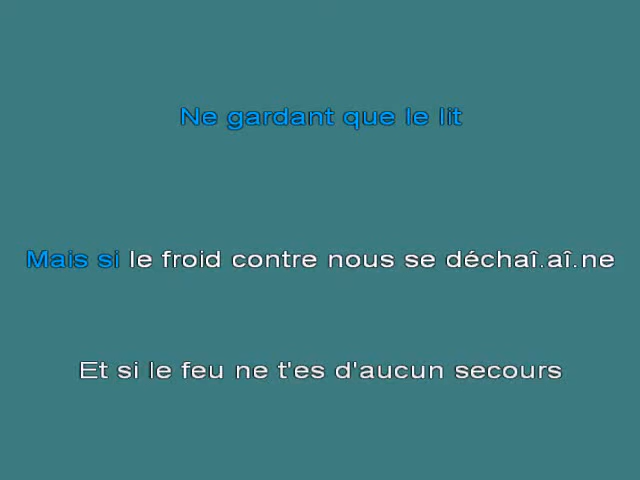 Ne gardant que le lit
Mais si le froid contre nous se déchaî.aî.ne
Et si le feu ne t'es d'aucun secours